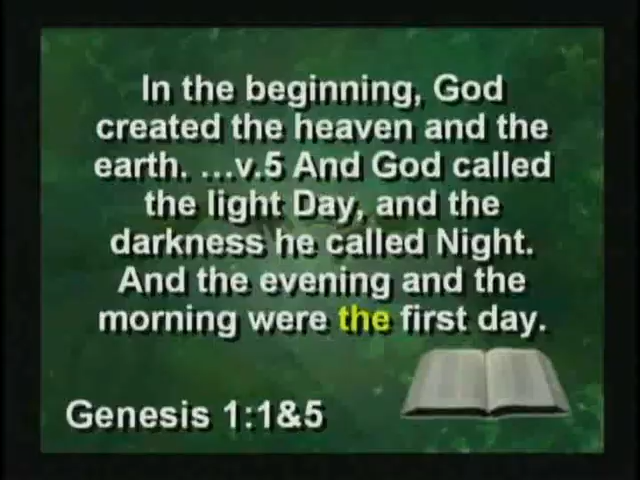 In the beginning, God
created the heaven and the
earth. ...v.5 And God called
the light Day, and the
darkness he called Night.
And the evening and the
morning were the first day.
Genesis 1:1&5